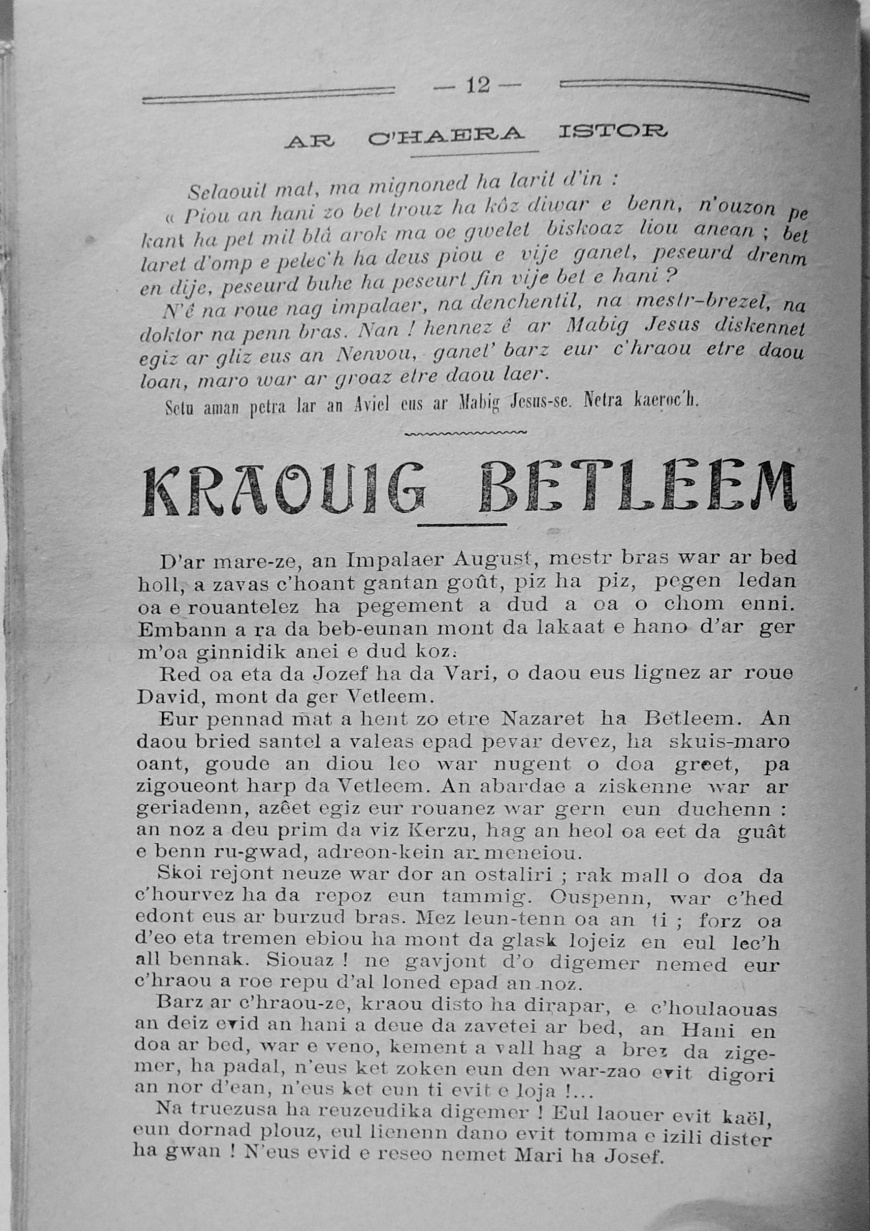 — 12 —
AR C'HAERA ISTOR
Selaouit mat, ma mignoned ha larit d'in :
« Piou an hani zo bet trouz ha kôz diwar e benn, n'ouzon pe
kant ha pet mil blâ arok ma oe gwelet biskoaz liou anean ; bet
laret d'omp e pelec'h ha deus piou e vije ganet, peseurd drenm
en dije, peseurd buhe ha peseurt fin vije bet e hani ?
N'ê na roue nag impalaer, na denchentil, na mestr-brezel, na
doktor na penn bras. Nan ! hennez ê ar Mabig Jesus diskennet
egiz ar gliz eus an Nenvou, ganet' barz eur c'hraou etre daou
loan, maro war ar groaz etre daou laer.
Setu aman petra lar an Aviel eus ar Mabig Jesus-se. Netra kaeroc'h.
KRAOUIG BETLEEM
D'ar mare-ze, an Impalaer August, mestr bras war ar bed
holl, a zavas c'hoant gantan goût, piz ha piz, pegen ledan
oa e rouantelez ha pegement a dud a oa o chom enni.
Embann a ra da beb-eunan mont da lakaat e hano d'ar ger
m'oa ginnidik anei e dud koz.
Red oa eta da Jozef ha da Vari, o daou eus lignez ar roue
David, mont da ger Vetleem.
Eur pennad mat a hent zo etre Nazaret ha Betleem. An
daou bried santel a valeas epad pevar devez, ha skuis-maro
oant, goude an diou leo war nugent o doa greet, pa
zigoueont harp da Vetleem. An abardae a ziskenne war ar
geriadenn, azêet egiz eur rouanez war gern eun duchenn :
an noz a deu prim da viz Kerzu, hag an heol oa eet da guât
e benn ru-gwad, adreon-kein ar meneiou.
Skoi rejont neuze war dor an ostaliri ; rak mall o doa da
c'hourvez ha da repoz eun tammig. Ouspenn, war c'hed
edont eus ar burzud bras. Mez leun-tenn oa an ti ; forz oa
d'eo eta tremen ebiou ha mont da glask lojeiz en eul lec'h
all bennak. Siouaz ! ne gavjont d'o digemer nemed eur
c'hraou a roe repu d'al loned epad an noz.
Barz ar c'hraou-ze, kraou disto ha dirapar, e c'houlaouas
an deiz evid an hani a deue da zavetei ar bed, an Hani en
doa ar bed, war e veno, kement a vall hag a brez da zige-
mer, ha padal, n'eus ket zoken eun den war-zao evit digori
an nor d'ean, n'eus ket eun ti evit e loja !...
Na truezusa ha reuzeudika digemer ! Eul laouer evit kaël,
eun dornad plouz, eul lienenn dano evit tomma e izili dister
ha gwan ! N'eus evid e reseo nemet Mari ha Josef.